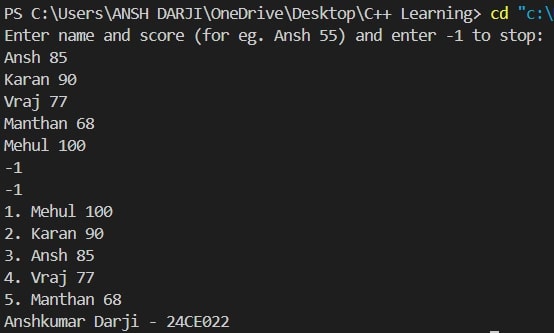 PS C:\Users\ANSH DARJI\OneDrive\Desktop\C++ Learning> cd "c:\
Enter name and score (for eg. Ansh 55) and enter -1 to stop:
Ansh 85
Karan 90
Vraj 77
Manthan 68
Mehul 100
-1
-1
1. Mehul 100
2. Karan 90
3. Ansh 85
4. Vraj 77
5. Manthan 68
Anshkumar Darji - 24CE022